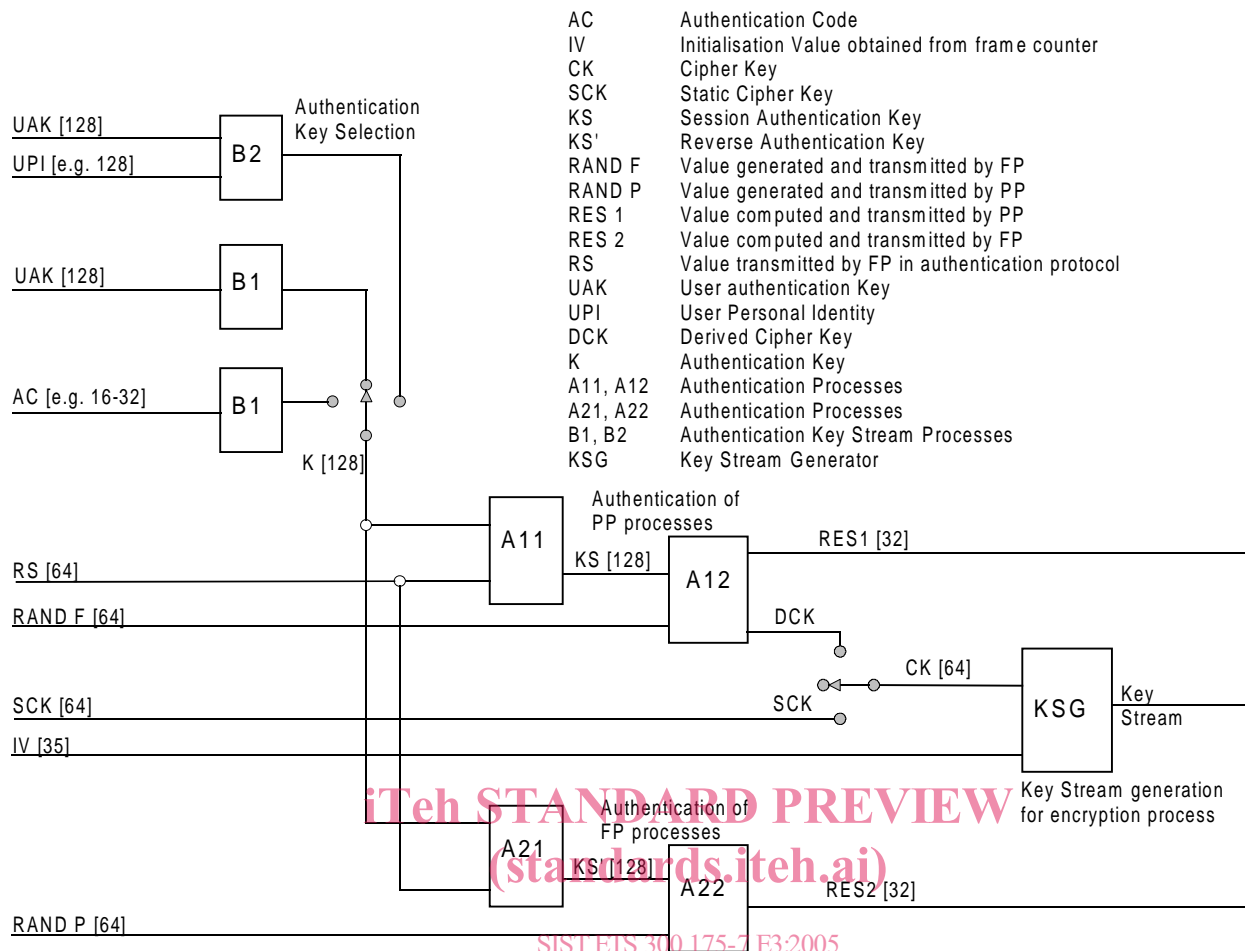 AC Authentication Code
IV Initialisation Value obtained from frame counter
CK Cipher Key
SCK Static Cipher Key
KS Session Authentication Key
KS' Reverse Authentication Key
RAND F Value generated and transmitted by FP
RAND P Value generated and transmitted by PP
RES 1 Value computed and transmitted by PP
RES 2 Value computed and transmitted by FP
RS Value transmitted by FP in authentication protocol
UAK User authentication Key
UPI User Personal Identity
DCK Derived Cipher Key
K Authentication Key
A11, A12 Authentication Processes
A21, A22 Authentication Processes
B1, B2 Authentication Key Stream Processes
KSG Key Stream Generator
Authentication
Key Selection
UAK [128]
UPI [e.g. 128]
B2
UAK [128]
B1
AC [e.g. 16-32]
B1
K [128]
Authentication of
PP processes
A11
KS [128]
A12
RES1 [32]
RS [64]
RAND F [64]
DCK
CK [64]
SCK [64]
SCK
KSG
Key
Stream
IV [35]
Key Stream generation
for encryption process
iTeh STANDARD PREVIEW
(standards.iteh.ai)
Authentication of
FP processes
A21
KS' [128]
A22
RES2 [32]
RAND P [64]
SIST ETS 300 175-7 E3:2005